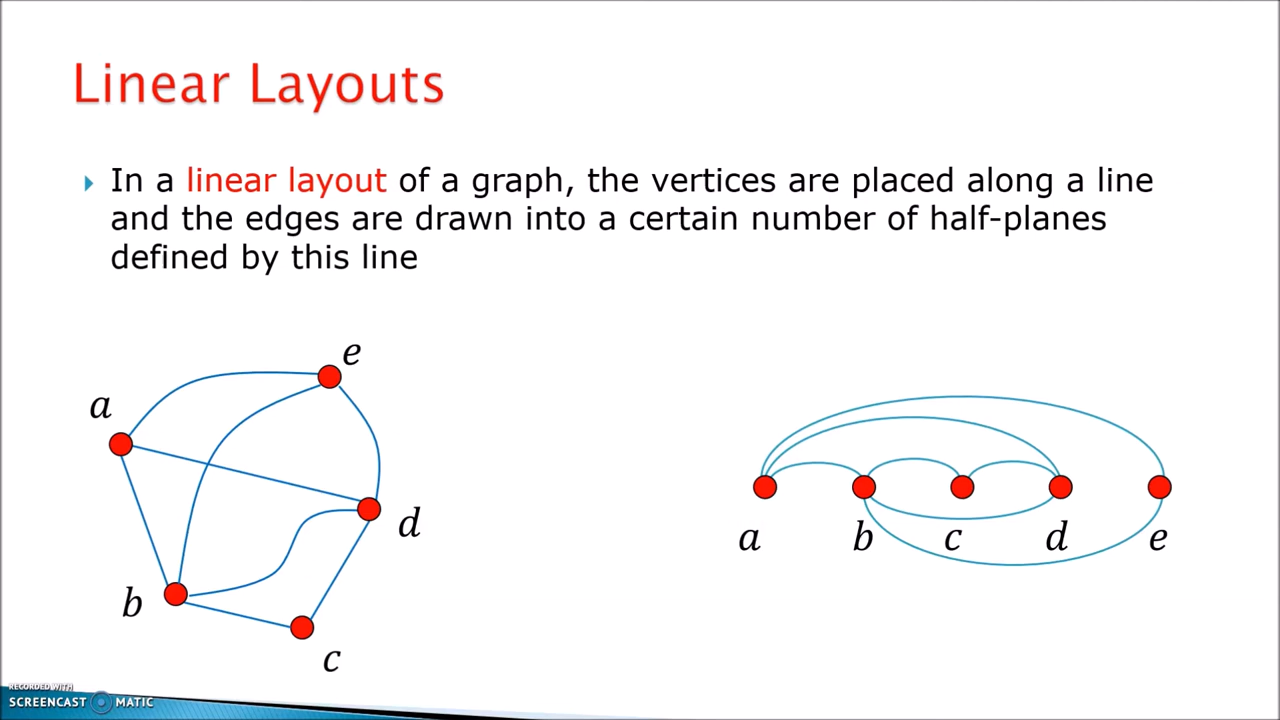 Linear Layouts
In a linear layout of a graph, the vertices are placed along a line
and the edges are drawn into a certain number of half-planes
defined by this line
e
a
d
b
c
a b c d e
RECORDED WITH
SCREENCAST MATIC